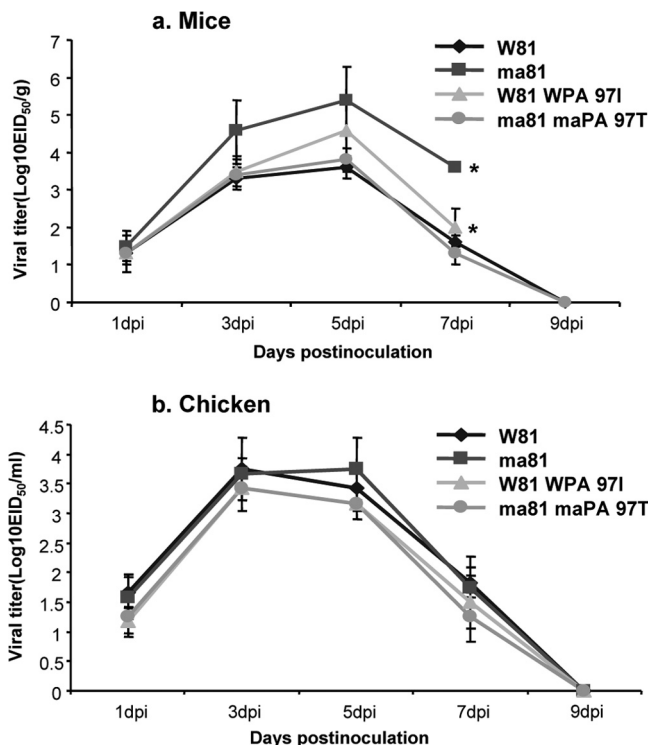 a. Mice
Viral titer(Log10EID50/g)
7
6
5
4
3
2
1
0
W81
ma81
W81 WPA 97I
ma81 maPA 97T
*
*
1dpi 3dpi 5dpi 7dpi 9dpi
Days postinoculation
b. Chicken
Viral titer(Log10EID50/ml)
4.5
4
3.5
3
2.5
2
1.5
1
0.5
0
W81
ma81
W81 WPA 97I
ma81 maPA 97T
1dpi 3dpi 5dpi 7dpi 9dpi
Days postinoculation